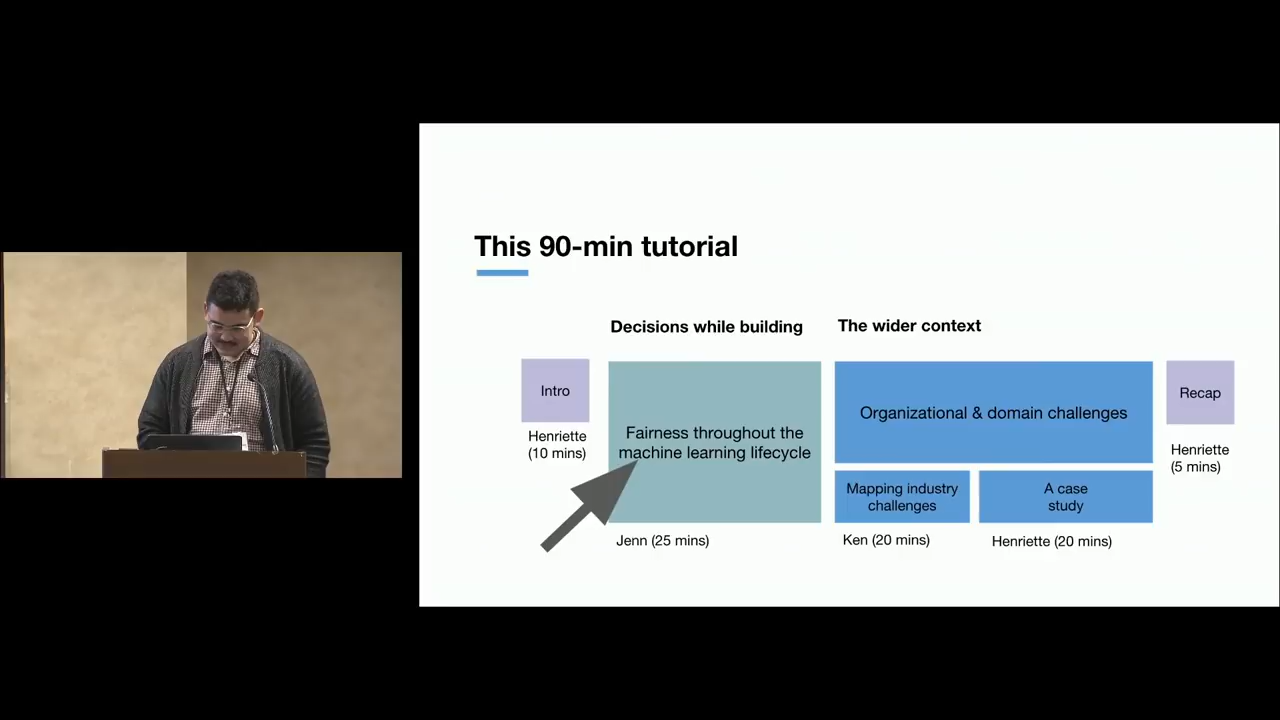 This 90-min tutorial
Decisions while building
The wider context
Intro
Henriette
(10 mins)
Fairness throughout the
machine learning lifecycle
Jenn (25 mins)
Organizational & domain challenges
Mapping industry
challenges
Ken (20 mins)
A case
study
Henriette (20 mins)
Recap
Henriette
(5 mins)